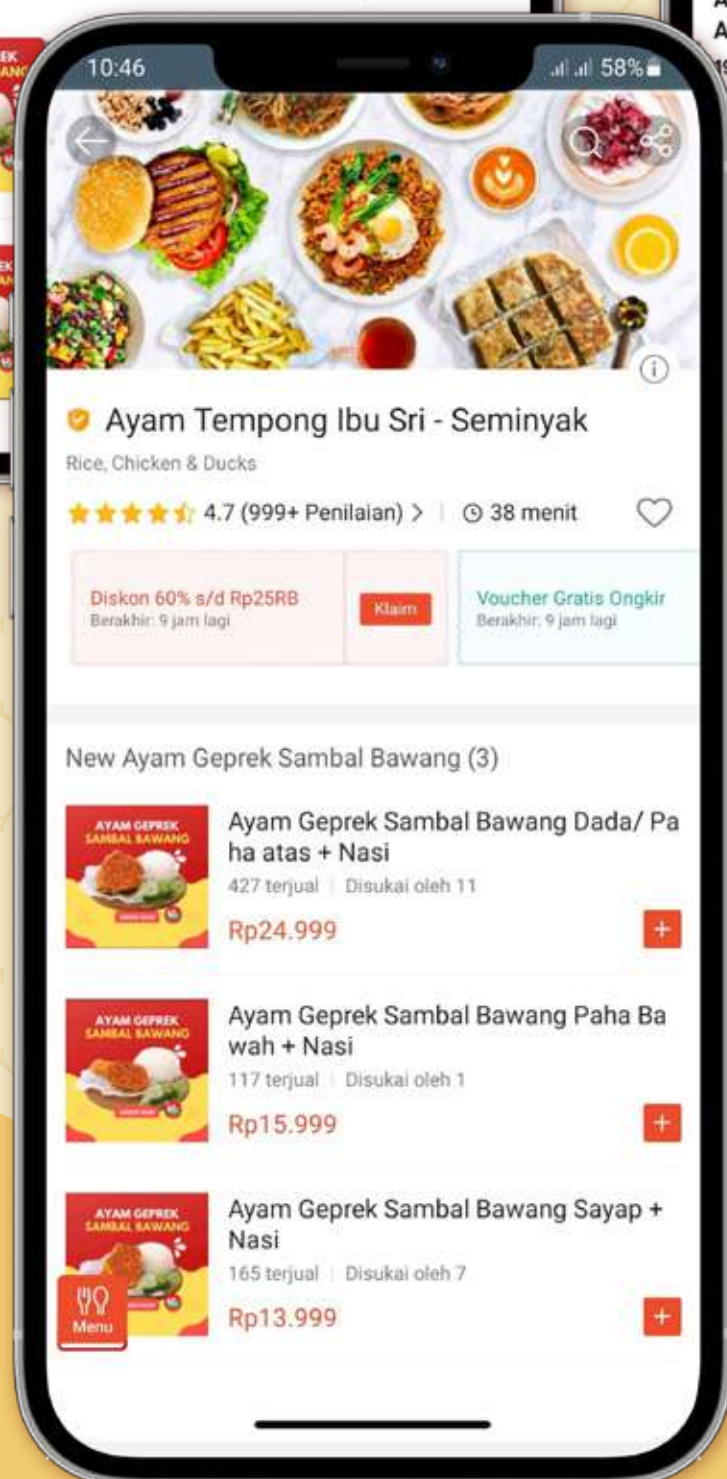 10:46
58%
Ayam Tempong Ibu Sri - Seminyak
Rice, Chicken & Ducks
4.7 (999+ Penilaian) >
38 menit
Diskon 60% s/d Rp25RB
Berakhir: 9 jam lagi
Klaim
Voucher Gratis Ongkir
Berakhir: 9 jam lagi
New Ayam Geprek Sambal Bawang (3)
AYAM GEPREK
SAMBAL BAWANG
Ayam Geprek Sambal Bawang Dada/ Pa
ha atas + Nasi
427 terjual
Disukai oleh 11
Rp24.999
+
AYAM GEPREK
SAMBAL BAWANG
Ayam Geprek Sambal Bawang Paha Ba
wah + Nasi
117 terjual
Disukai oleh 1
Rp15.999
+
AYAM GEPREK
SAMBAL BAWANG
Ayam Geprek Sambal Bawang Sayap +
Nasi
165 terjual
Disukai oleh 7
Rp13.999
+
Menu